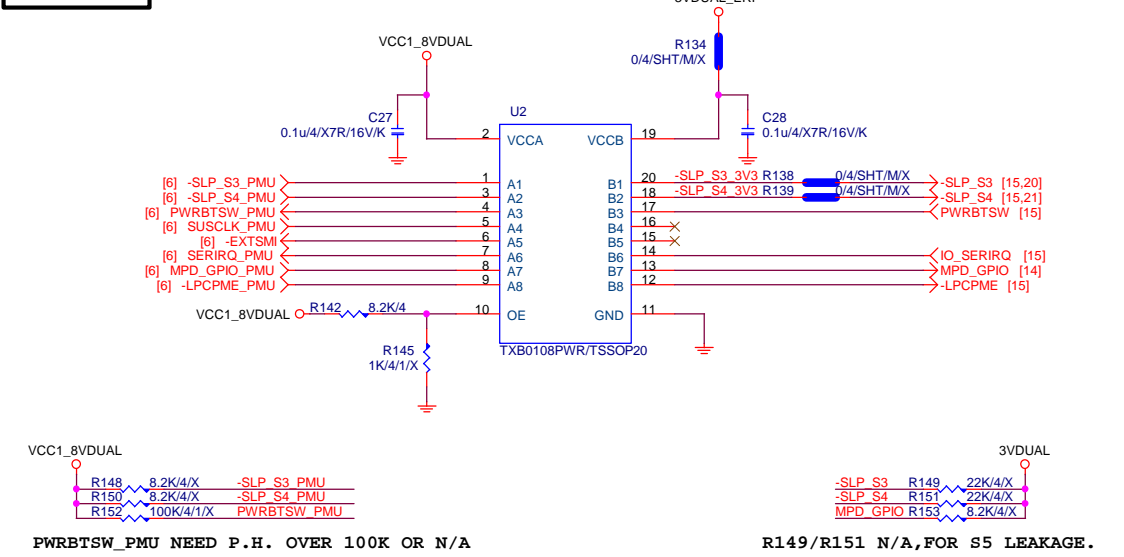 VCC1_8VDUAL
R134
0/4/SHT/M/X
C27
0.1u/4/X7R/16V/K
U2
C28
0.1u/4/X7R/16V/K
2 VCCA VCCB 19
[6] -SLP_S3_PMU 1 A1 B1 20 -SLP_S3_3V3 R138 0/4/SHT/M/X -SLP_S3 [15,20]
[6] -SLP_S4_PMU 3 A2 B2 18 -SLP_S4_3V3 R139 0/4/SHT/M/X -SLP_S4 [15,21]
[6] PWRBTSW_PMU 4 A3 B3 17 PWRBTSW [15]
[6] SUSCLK_PMU 5 A4 B4 16
[6] -EXTSMI 6 A5 B5 15
[6] SERIRQ_PMU 7 A6 B6 14 IO_SERIRQ [15]
[6] MPD_GPIO_PMU 8 A7 B7 13 MPD_GPIO [14]
[6] -LPCPME_PMU 9 A8 B8 12 -LPCPME [15]
VCC1_8VDUAL R142 8.2K/4 10 OE GND 11
R145
1K/4/1/X
TXB0108PWR/TSSOP20
VCC1_8VDUAL
R148 8.2K/4/X -SLP_S3_PMU
R150 8.2K/4/X -SLP_S4_PMU
R152 100K/4/1/X PWRBTSW_PMU
PWRBTSW_PMU NEED P.H. OVER 100K OR N/A
3VDUAL
-SLP_S3 R149 22K/4/X
-SLP_S4 R151 22K/4/X
MPD_GPIO R153 8.2K/4/X
R149/R151 N/A,FOR S5 LEAKAGE.